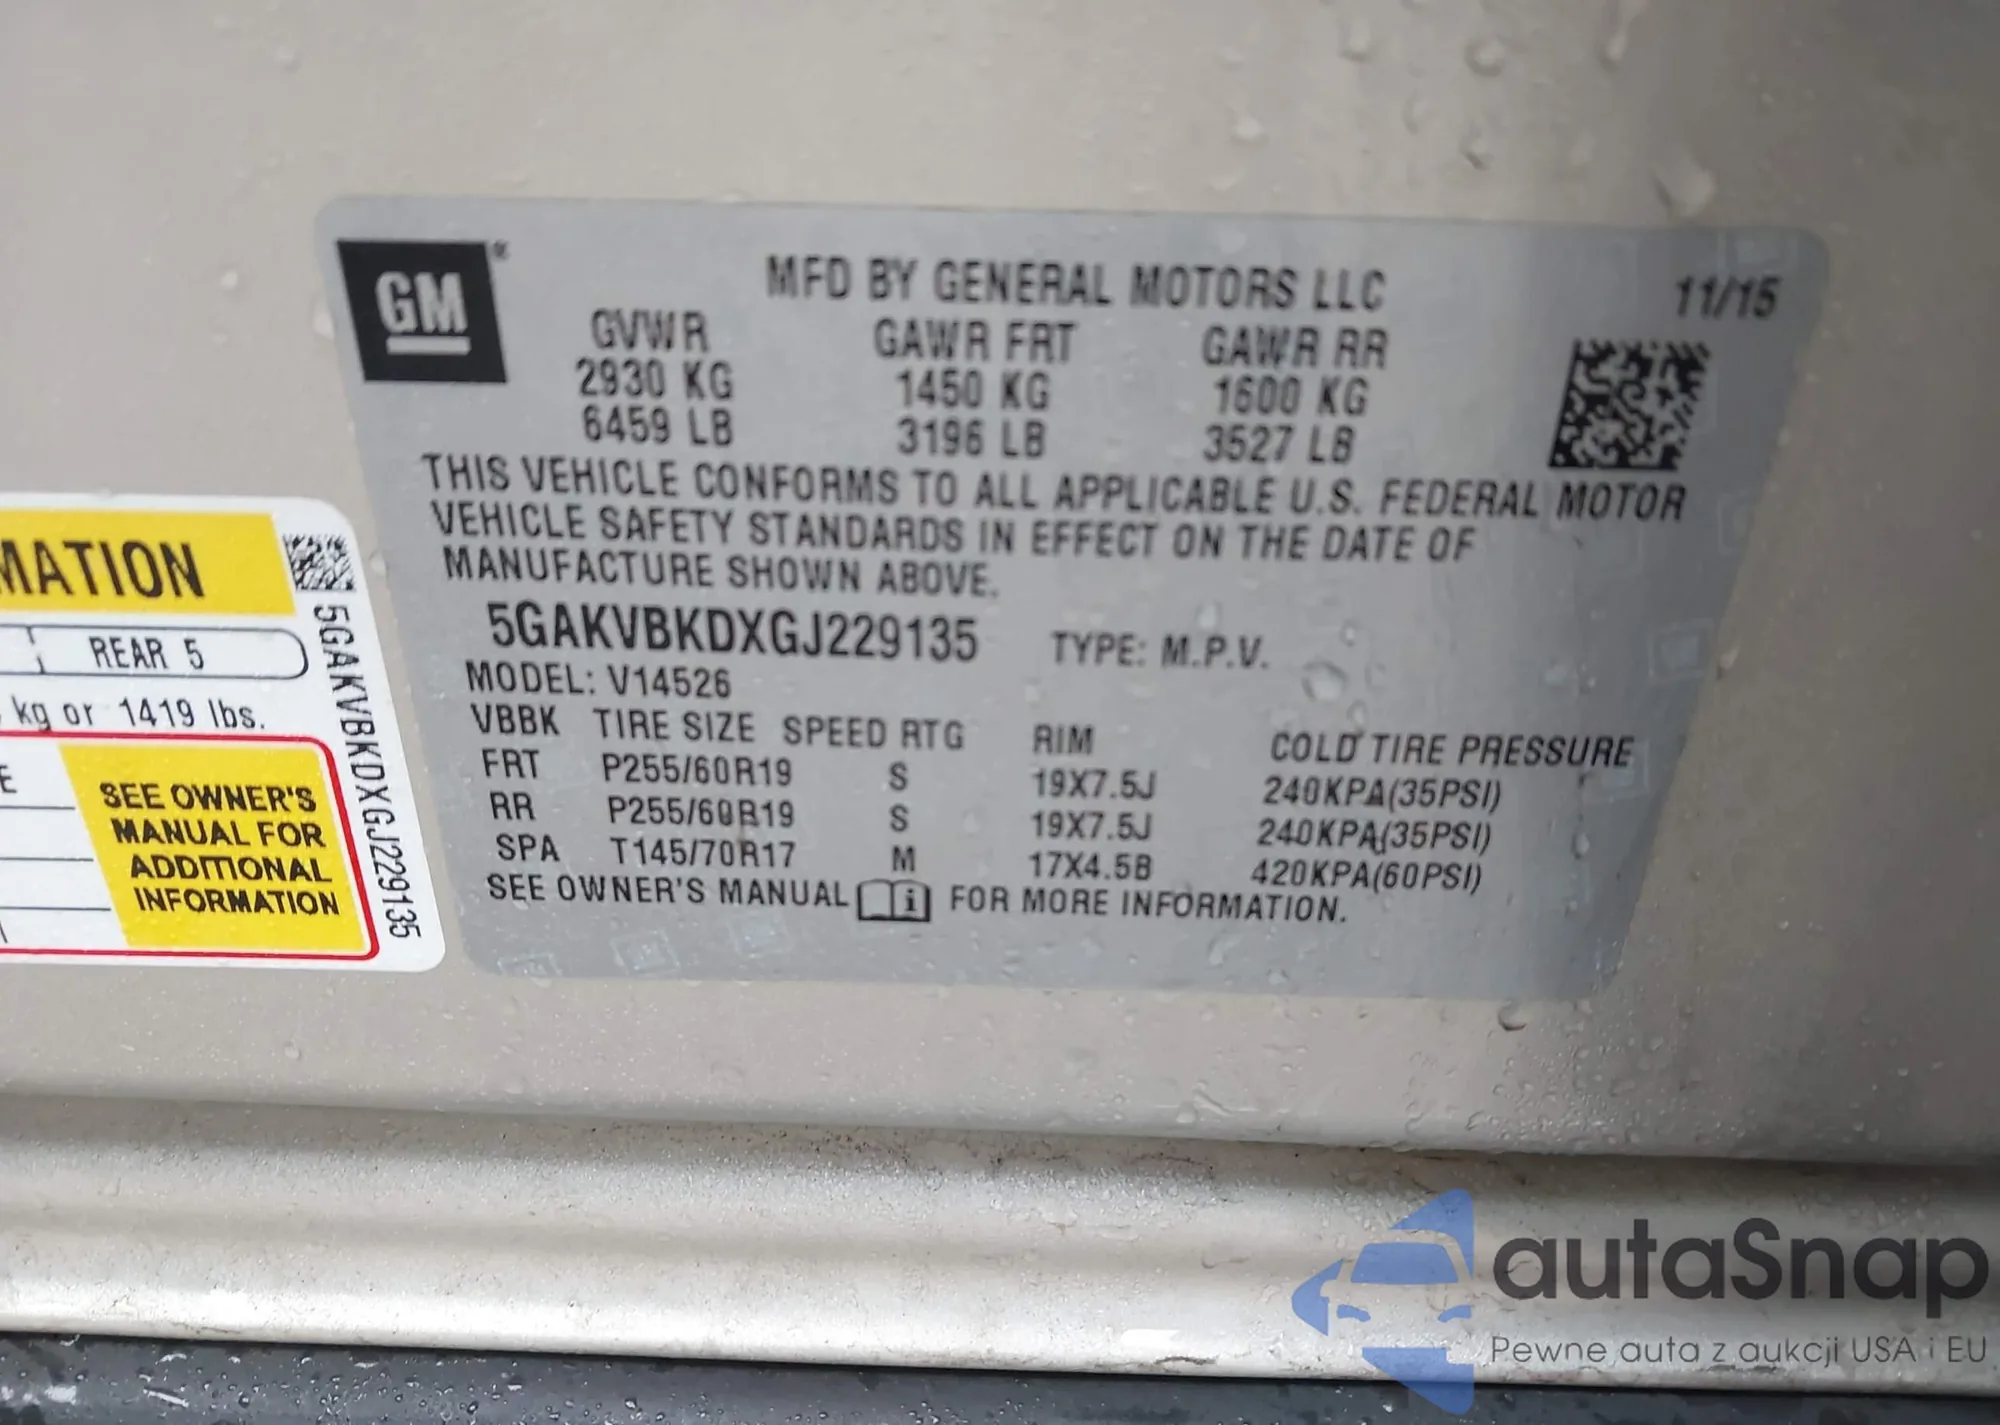 GM®
MFD BY GENERAL MOTORS LLC
11/15
GVWR GAWR FRT GAWR RR
2930 KG 1450 KG 1600 KG
6459 LB 3196 LB 3527 LB
THIS VEHICLE CONFORMS TO ALL APPLICABLE U.S. FEDERAL MOTOR
VEHICLE SAFETY STANDARDS IN EFFECT ON THE DATE OF
MANUFACTURE SHOWN ABOVE.
5GAKVBKDXGJ229135 TYPE: M.P.V.
MODEL: V14526
VBBK TIRE SIZE SPEED RTG RIM COLD TIRE PRESSURE
FRT P255/60R19 S 19X7.5J 240KPA(35PSI)
RR P255/60R19 S 19X7.5J 240KPA(35PSI)
SPA T145/70R17 M 17X4.5B 420KPA(60PSI)
SEE OWNER'S MANUAL FOR MORE INFORMATION.
MATION
REAR 5
kg or 1419 lbs.
E
SEE OWNER'S
MANUAL FOR
ADDITIONAL
INFORMATION
5GAKVBKDXGJ229135
autaSnap
Pewne auta z aukcji USA i EU